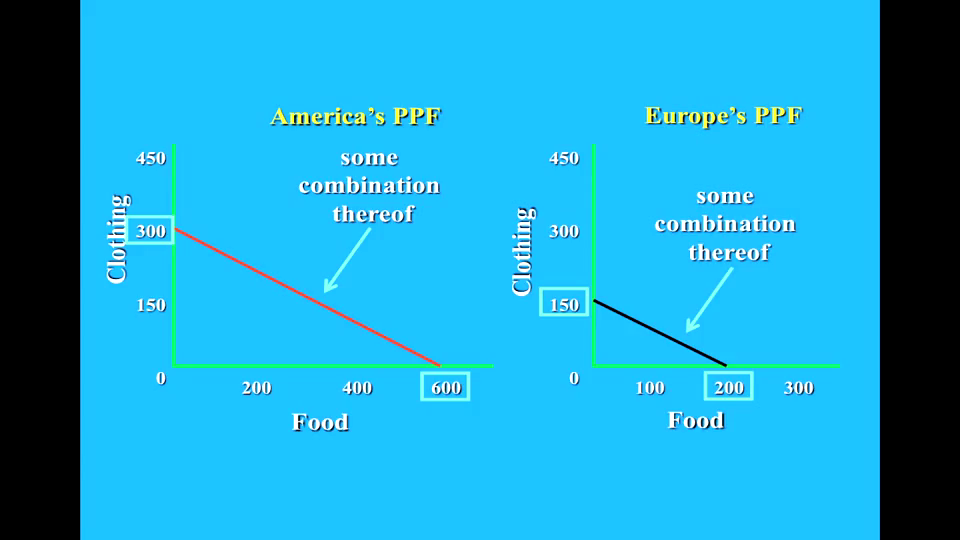 America's PPF
some
combination
thereof
450
300
150
0
Clothing
200
400
600
Food
Europe's PPF
some
combination
thereof
450
300
150
0
Clothing
100
200
300
Food